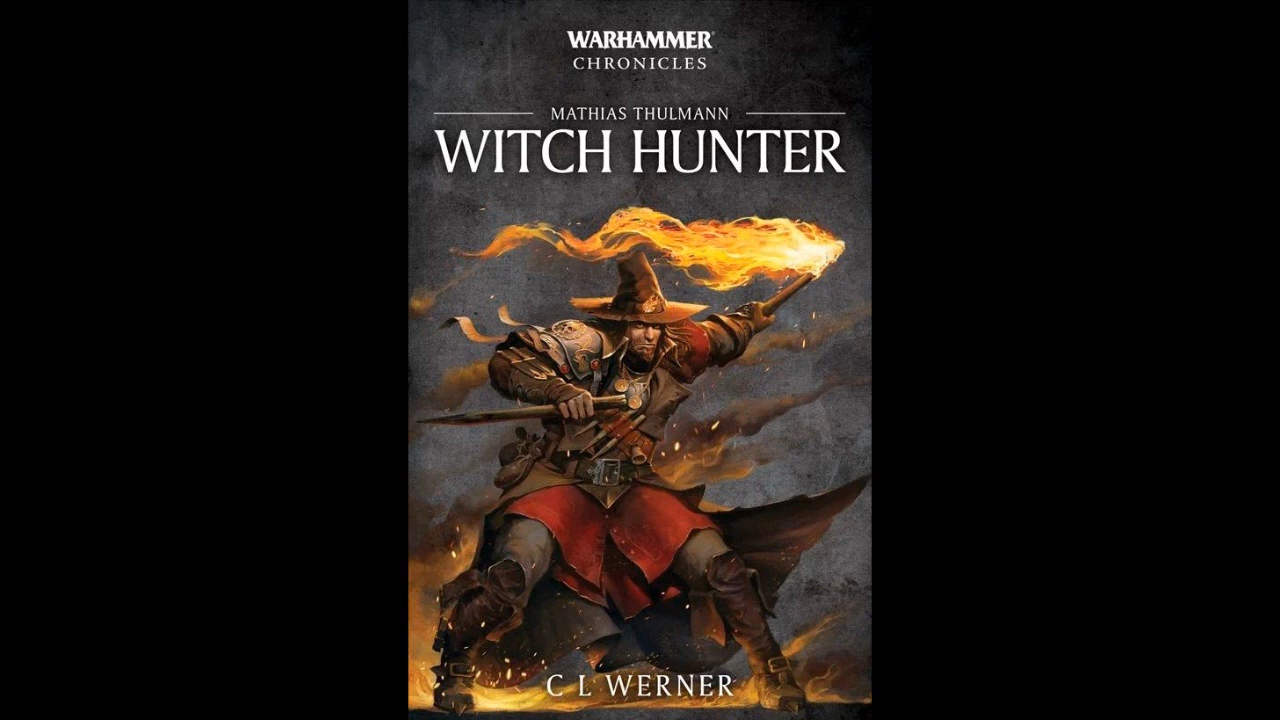 WARHAMMER
CHRONICLES
MATHIAS THULMANN
WITCH HUNTER
C L WERNER